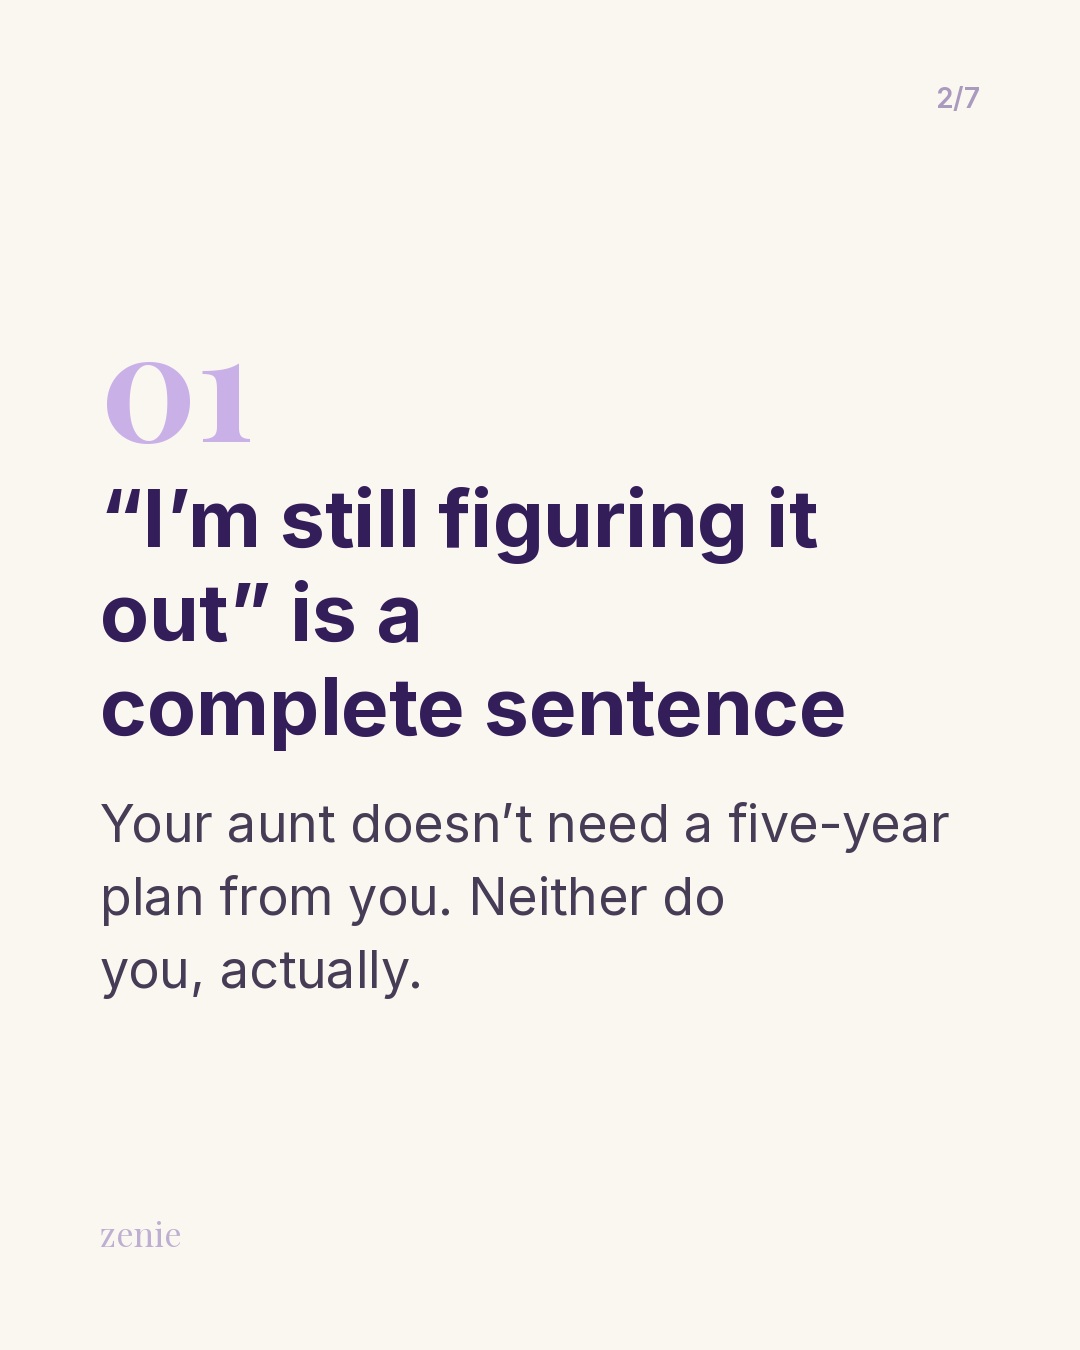 2/7
01
“I’m still figuring it
out” is a
complete sentence
Your aunt doesn’t need a five-year
plan from you. Neither do
you, actually.
zenie